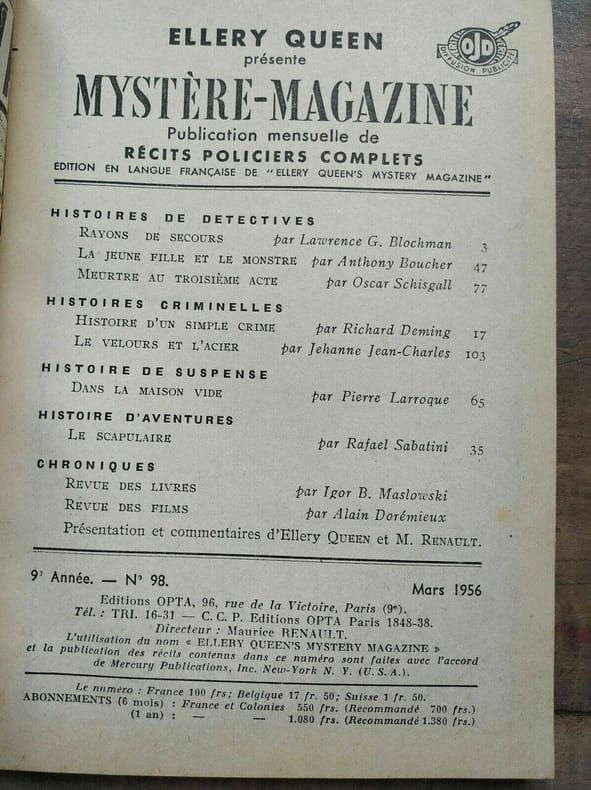 ELLERY QUEEN
présente
MYSTÈRE-MAGAZINE
Publication mensuelle de
RÉCITS POLICIERS COMPLETS
EDITION EN LANGUE FRANÇAISE DE "ELLERY QUEEN'S MYSTERY MAGAZINE"
OJD
DIFFUSION PUBLICITÉ
HISTOIRES DE DETECTIVES
RAYONS DE SECOURS par Lawrence G. Blochman 3
LA JEUNE FILLE ET LE MONSTRE par Anthony Boucher 47
MEURTRE AU TROISIÈME ACTE par Oscar Schisgall 77
HISTOIRES CRIMINELLES
HISTOIRE D'UN SIMPLE CRIME par Richard Deming 17
LE VELOURS ET L'ACIER par Jehanne Jean-Charles 103
HISTOIRE DE SUSPENSE
DANS LA MAISON VIDE par Pierre Larroque 65
HISTOIRE D'AVENTURES
LE SCAPULAIRE par Rafael Sabatini 35
CHRONIQUES
REVUE DES LIVRES par Igor B. Maslowski
REVUE DES FILMS par Alain Dorémieux
Présentation et commentaires d'Ellery QUEEN et M. RENAULT.
9ᵉ Année. — Nº 98. Mars 1956
Editions OPTA, 96, rue de la Victoire, Paris (9ᵉ).
Tél. : TRI. 16-31 — C. C. P. Editions OPTA Paris 1848-38.
Directeur : Maurice RENAULT.
L'utilisation du nom « ELLERY QUEEN'S MYSTERY MAGAZINE »
et la publication des récits contenus dans ce numéro sont faites avec l'accord
de Mercury Publications, Inc. New-York N. Y. (U. S. A.).
Le numéro : France 100 frs; Belgique 17 fr. 50; Suisse 1 fr. 50.
ABONNEMENTS (6 mois) : France et Colonies 550 frs. (Recommandé 700 frs.)
(1 an) : — — 1.080 frs. (Recommandé 1.380 frs.)